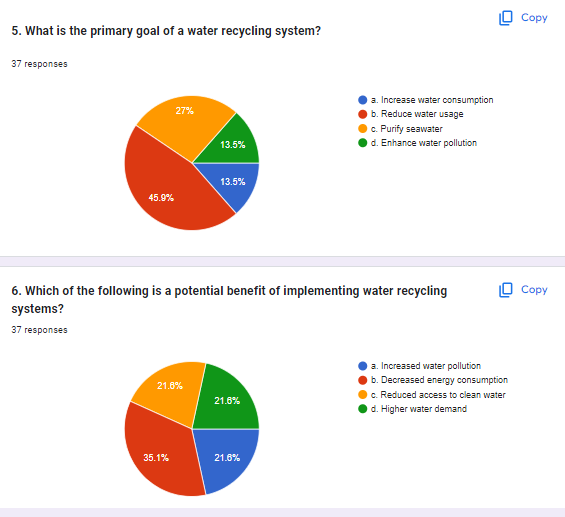 Copy
5. What is the primary goal of a water recycling system?
37 responses
a. Increase water consumption
b. Reduce water usage
c. Purify seawater
d. Enhance water pollution
27%
13.5%
13.5%
45.9%
6. Which of the following is a potential benefit of implementing water recycling
systems?
Copy
37 responses
a. Increased water pollution
b. Decreased energy consumption
c. Reduced access to clean water
d. Higher water demand
21.6%
21.6%
35.1%
21.6%